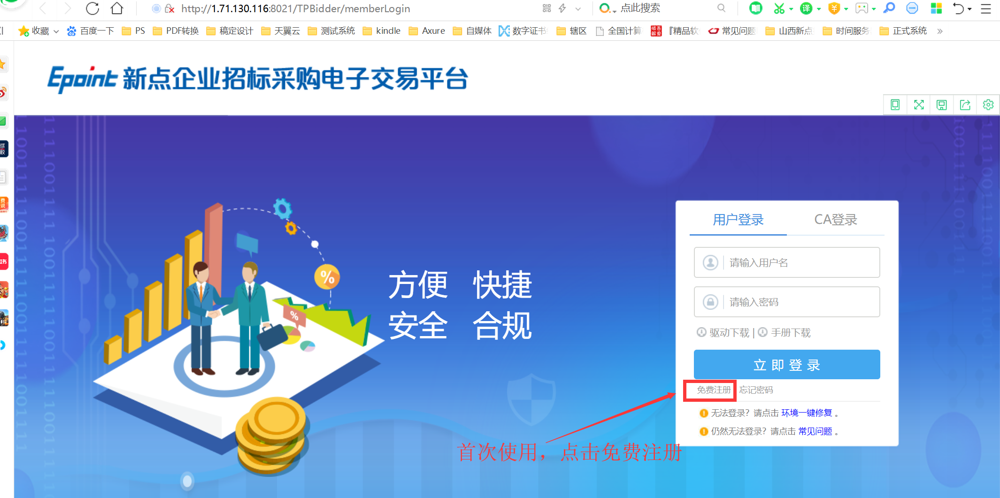 http://1.71.130.116:8021/TPBidder/memberLogin
点此搜索
译
收藏
百度一下
PS
PDF转换
稿定设计
天翼云
测试系统
kindle
Axure
自媒体
数字证书
辖区
全国计算
『精品软
常见问题
山西新点
时间服务
正式系统
Epoint 新点企业招标采购电子交易平台
方便 快捷
安全 合规
用户登录 CA登录
请输入用户名
请输入密码
驱动下载 | 手册下载
立即登录
免费注册 忘记密码
无法登录？请点击 环境一键修复 。
仍然无法登录？请点击 常见问题 。
首次使用，点击免费注册
%
%